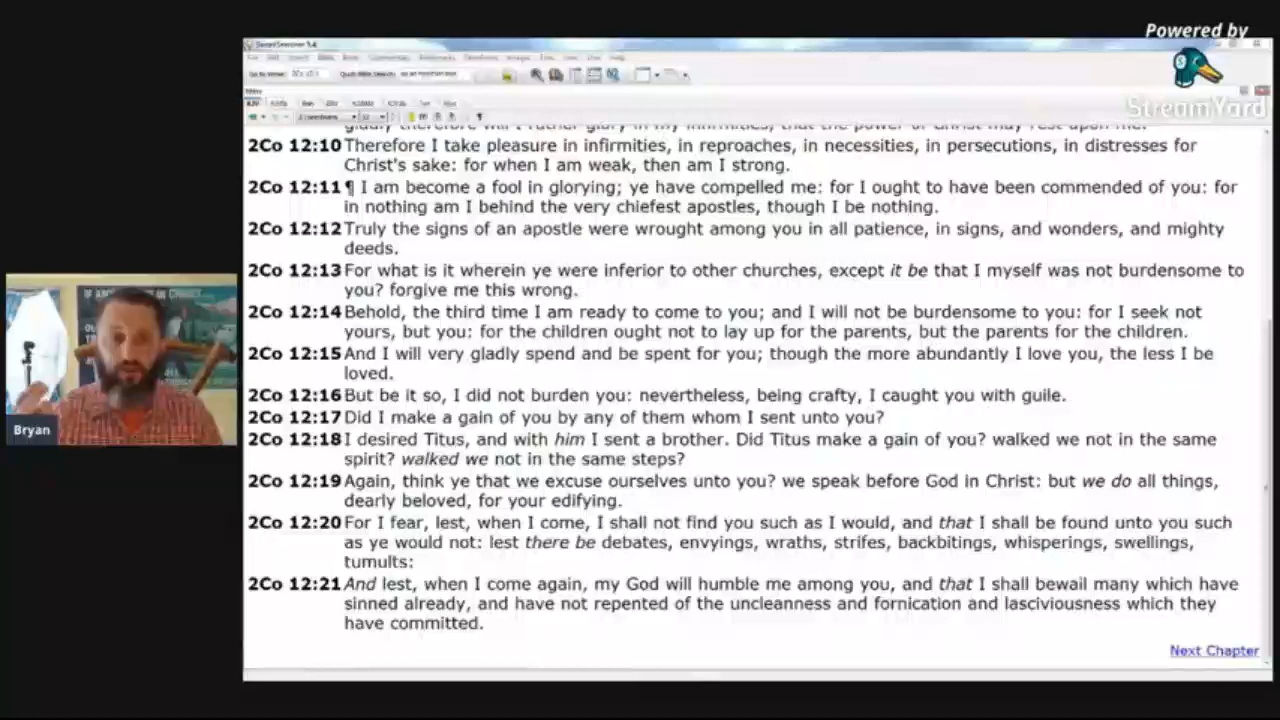 Powered by
StreamYard
SwordSearcher
gladly therefore will I rather glory in my infirmities, that the power of Christ may rest upon me.
2Co 12:10 Therefore I take pleasure in infirmities, in reproaches, in necessities, in persecutions, in distresses for
Christ's sake: for when I am weak, then am I strong.
2Co 12:11 ¶ I am become a fool in glorying; ye have compelled me: for I ought to have been commended of you: for
in nothing am I behind the very chiefest apostles, though I be nothing.
2Co 12:12 Truly the signs of an apostle were wrought among you in all patience, in signs, and wonders, and mighty
deeds.
2Co 12:13 For what is it wherein ye were inferior to other churches, except it be that I myself was not burdensome to
you? forgive me this wrong.
2Co 12:14 Behold, the third time I am ready to come to you; and I will not be burdensome to you: for I seek not
yours, but you: for the children ought not to lay up for the parents, but the parents for the children.
2Co 12:15 And I will very gladly spend and be spent for you; though the more abundantly I love you, the less I be
loved.
2Co 12:16 But be it so, I did not burden you: nevertheless, being crafty, I caught you with guile.
2Co 12:17 Did I make a gain of you by any of them whom I sent unto you?
2Co 12:18 I desired Titus, and with him I sent a brother. Did Titus make a gain of you? walked we not in the same
spirit? walked we not in the same steps?
2Co 12:19 Again, think ye that we excuse ourselves unto you? we speak before God in Christ: but we do all things,
dearly beloved, for your edifying.
2Co 12:20 For I fear, lest, when I come, I shall not find you such as I would, and that I shall be found unto you such
as ye would not: lest there be debates, envyings, wraths, strifes, backbitings, whisperings, swellings,
tumults:
2Co 12:21 And lest, when I come again, my God will humble me among you, and that I shall bewail many which have
sinned already, and have not repented of the uncleanness and fornication and lasciviousness which they
have committed.
Next Chapter
Bryan